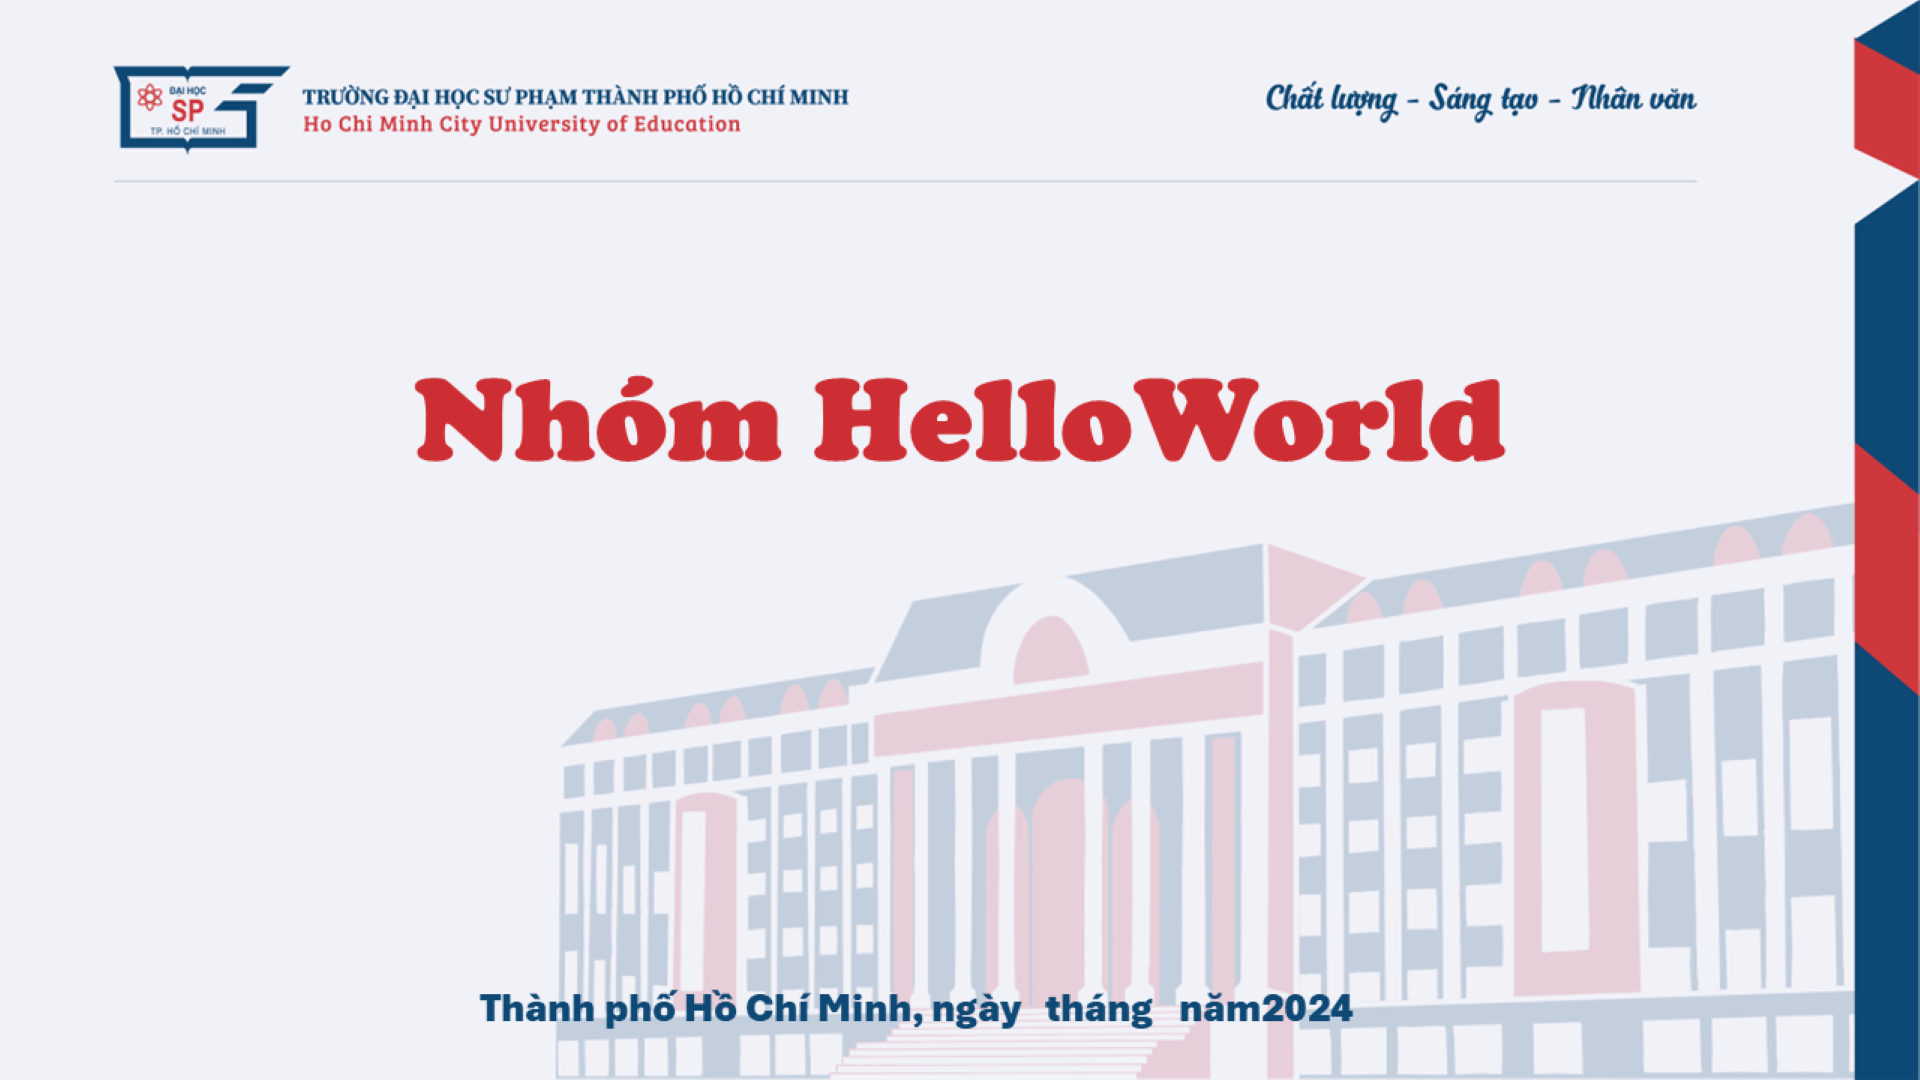 ĐẠI HỌC
SP
TP. HỒ CHÍ MINH
TRƯỜNG ĐẠI HỌC SƯ PHẠM THÀNH PHỐ HỒ CHÍ MINH
Ho Chi Minh City University of Education
Chất lượng - Sáng tạo - Nhân văn
Nhóm HelloWorld
Thành phố Hồ Chí Minh, ngày tháng năm2024